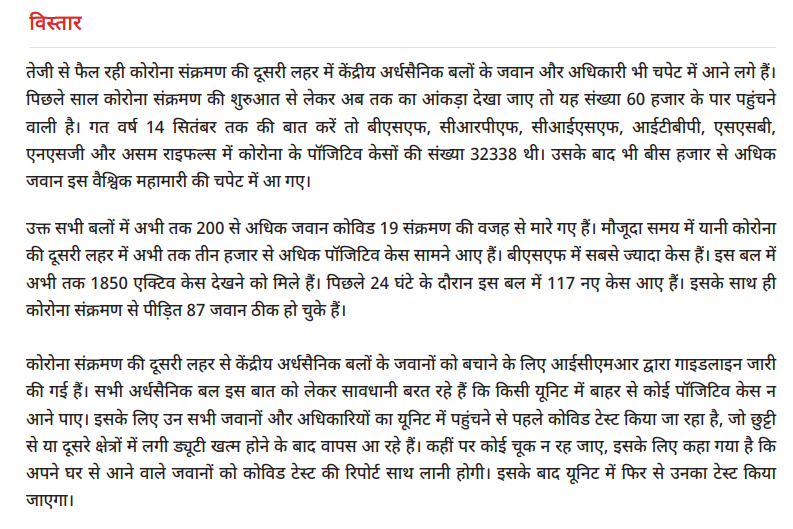 विस्तार
तेजी से फैल रही कोरोना संक्रमण की दूसरी लहर में केंद्रीय अर्धसैनिक बलों के जवान और अधिकारी भी चपेट में आने लगे हैं।
पिछले साल कोरोना संक्रमण की शुरुआत से लेकर अब तक का आंकड़ा देखा जाए तो यह संख्या 60 हजार के पार पहुंचने
वाली है। गत वर्ष 14 सितंबर तक की बात करें तो बीएसएफ, सीआरपीएफ, सीआईएसएफ, आईटीबीपी, एसएसबी,
एनएसजी और असम राइफल्स में कोरोना के पॉजिटिव केसों की संख्या 32338 थी। उसके बाद भी बीस हजार से अधिक
जवान इस वैश्विक महामारी की चपेट में आ गए।
उक्त सभी बलों में अभी तक 200 से अधिक जवान कोविड 19 संक्रमण की वजह से मारे गए हैं। मौजूदा समय में यानी कोरोना
की दूसरी लहर में अभी तक तीन हजार से अधिक पॉजिटिव केस सामने आए हैं। बीएसएफ में सबसे ज्यादा केस हैं। इस बल में
अभी तक 1850 एक्टिव केस देखने को मिले हैं। पिछले 24 घंटे के दौरान इस बल में 117 नए केस आए हैं। इसके साथ ही
कोरोना संक्रमण से पीड़ित 87 जवान ठीक हो चुके हैं।
कोरोना संक्रमण की दूसरी लहर से केंद्रीय अर्धसैनिक बलों के जवानों को बचाने के लिए आईसीएमआर द्वारा गाइडलाइन जारी
की गई हैं। सभी अर्धसैनिक बल इस बात को लेकर सावधानी बरत रहे हैं कि किसी यूनिट में बाहर से कोई पॉजिटिव केस न
आने पाए। इसके लिए उन सभी जवानों और अधिकारियों का यूनिट में पहुंचने से पहले कोविड टेस्ट किया जा रहा है, जो छुट्टी
से या दूसरे क्षेत्रों में लगी ड्यूटी खत्म होने के बाद वापस आ रहे हैं। कहीं पर कोई चूक न रह जाए, इसके लिए कहा गया है कि
अपने घर से आने वाले जवानों को कोविड टेस्ट की रिपोर्ट साथ लानी होगी। इसके बाद यूनिट में फिर से उनका टेस्ट किया
जाएगा।